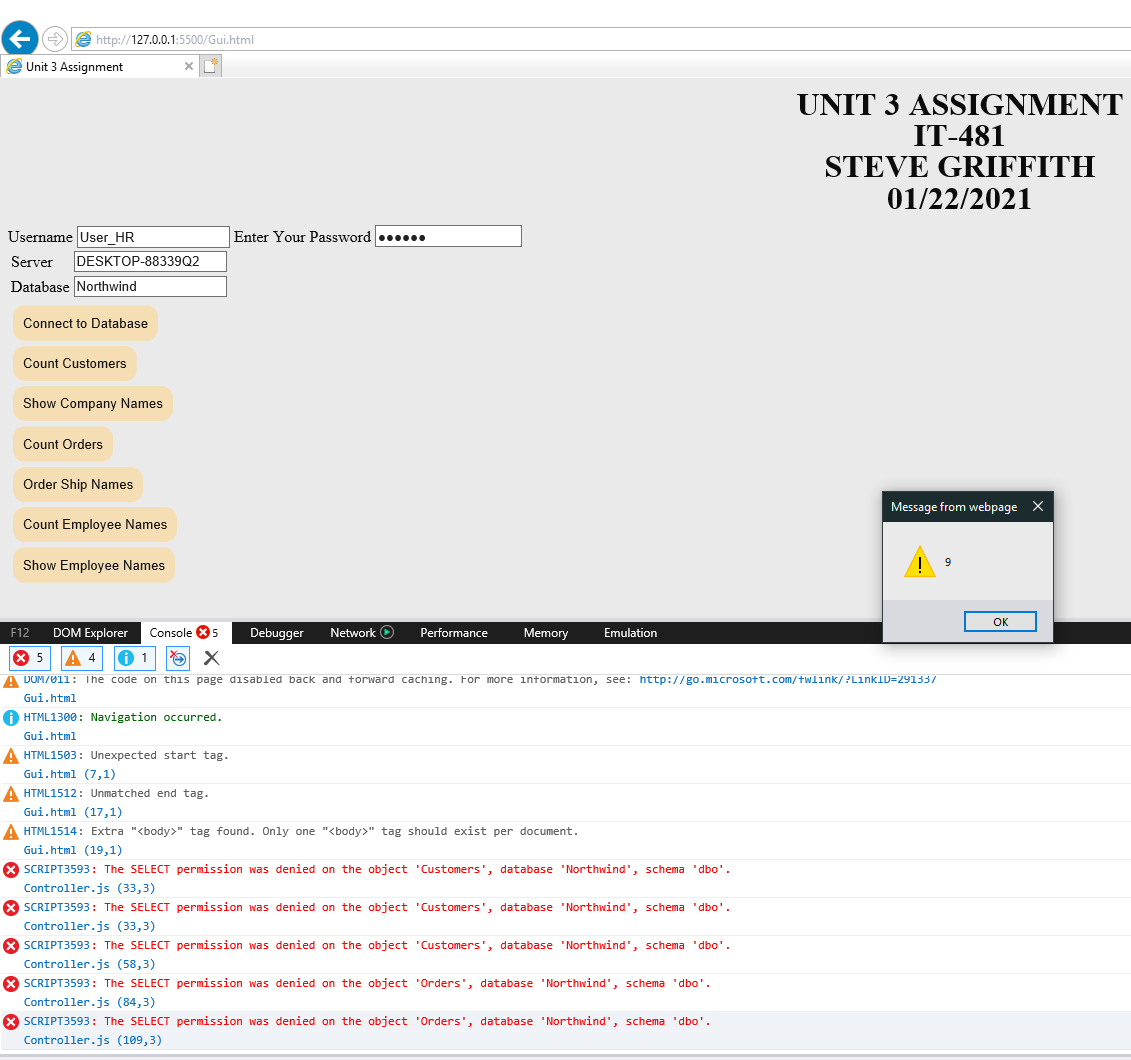 http://127.0.0.1:5500/Gui.html
Unit 3 Assignment
UNIT 3 ASSIGNMENT
IT-481
STEVE GRIFFITH
01/22/2021
Username User_HR Enter Your Password ●●●●●●
Server DESKTOP-88339Q2
Database Northwind
Connect to Database
Count Customers
Show Company Names
Count Orders
Order Ship Names
Count Employee Names
Show Employee Names
Message from webpage
9
OK
F12 DOM Explorer Console 5 Debugger Network Performance Memory Emulation
5 4 1
DOM7011: The code on this page disabled back and forward caching. For more information, see: http://go.microsoft.com/fwlink/?LinkID=291337
Gui.html
HTML1300: Navigation occurred.
Gui.html
HTML1503: Unexpected start tag.
Gui.html (7,1)
HTML1512: Unmatched end tag.
Gui.html (17,1)
HTML1514: Extra "<body>" tag found. Only one "<body>" tag should exist per document.
Gui.html (19,1)
SCRIPT3593: The SELECT permission was denied on the object 'Customers', database 'Northwind', schema 'dbo'.
Controller.js (33,3)
SCRIPT3593: The SELECT permission was denied on the object 'Customers', database 'Northwind', schema 'dbo'.
Controller.js (33,3)
SCRIPT3593: The SELECT permission was denied on the object 'Customers', database 'Northwind', schema 'dbo'.
Controller.js (58,3)
SCRIPT3593: The SELECT permission was denied on the object 'Orders', database 'Northwind', schema 'dbo'.
Controller.js (84,3)
SCRIPT3593: The SELECT permission was denied on the object 'Orders', database 'Northwind', schema 'dbo'.
Controller.js (109,3)